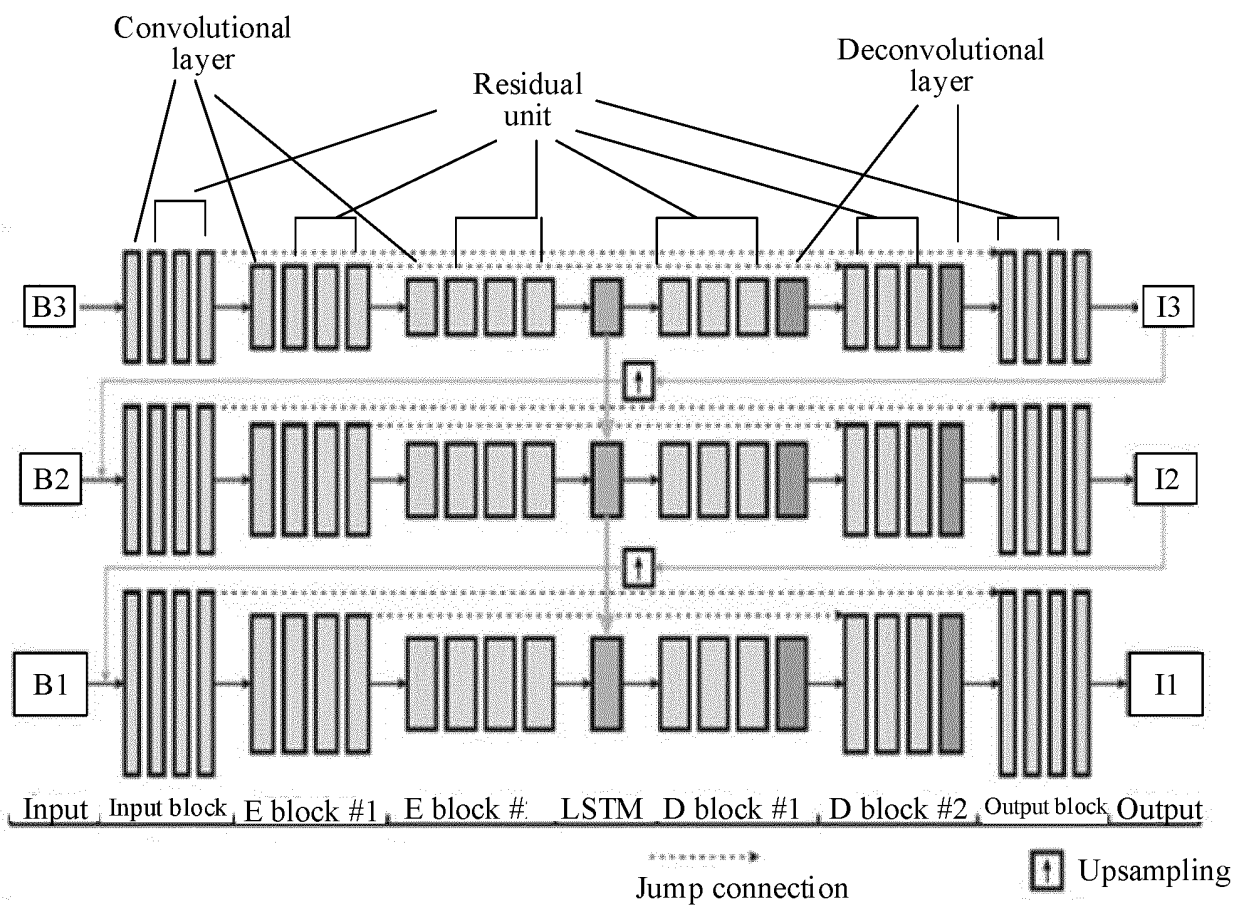 Convolutional
layer
Residual
unit
Deconvolutional
layer
B3
I3
B2
I2
B1
I1
Input
Input block
E block #1
E block #
LSTM
D block #1
D block #2
Output block
Output
Jump connection
Upsampling